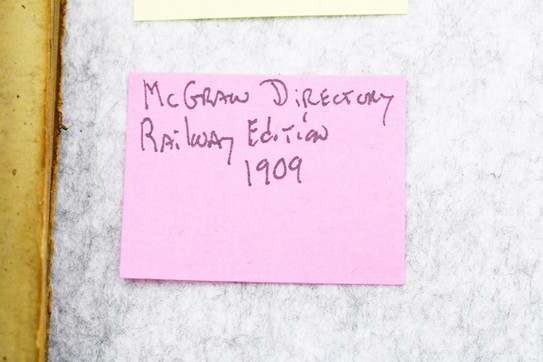 McGraw Directory
Railway Edition
1909